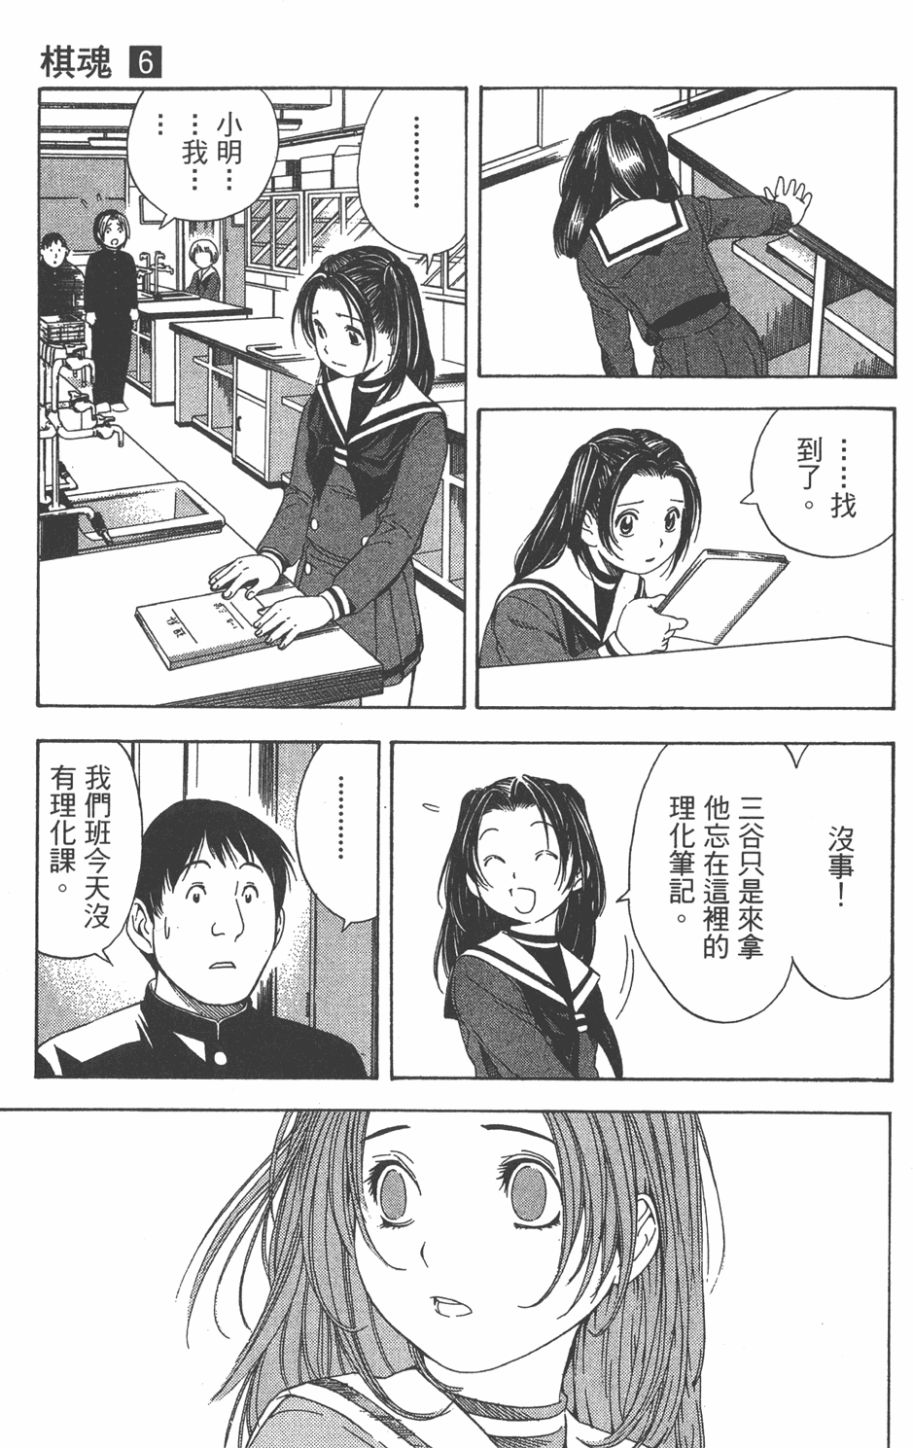 棋魂 6
……找
到了。
…………
小明…
…我…
…
沒事！
三谷只是來拿
他忘在這裡的
理化筆記。
…………
我們班今天沒
有理化課。